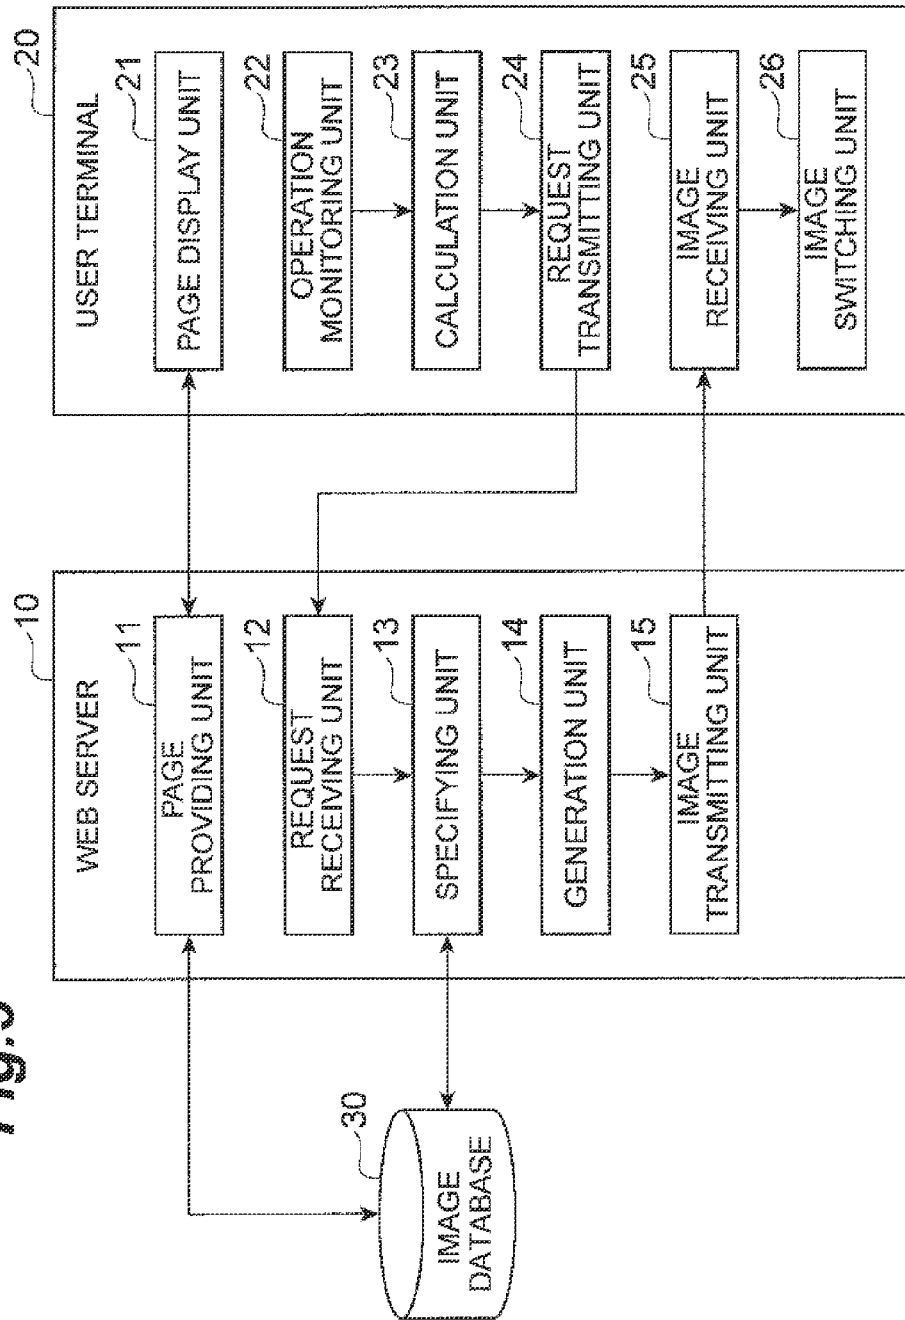 30
IMAGE
DATABASE
10
WEB SERVER
11
PAGE
PROVIDING UNIT
12
REQUEST
RECEIVING UNIT
13
SPECIFYING UNIT
14
GENERATION UNIT
15
IMAGE
TRANSMITTING UNIT
20
USER TERMINAL
21
PAGE DISPLAY UNIT
22
OPERATION
MONITORING UNIT
23
CALCULATION UNIT
24
REQUEST
TRANSMITTING UNIT
25
IMAGE
RECEIVING UNIT
26
IMAGE
SWITCHING UNIT